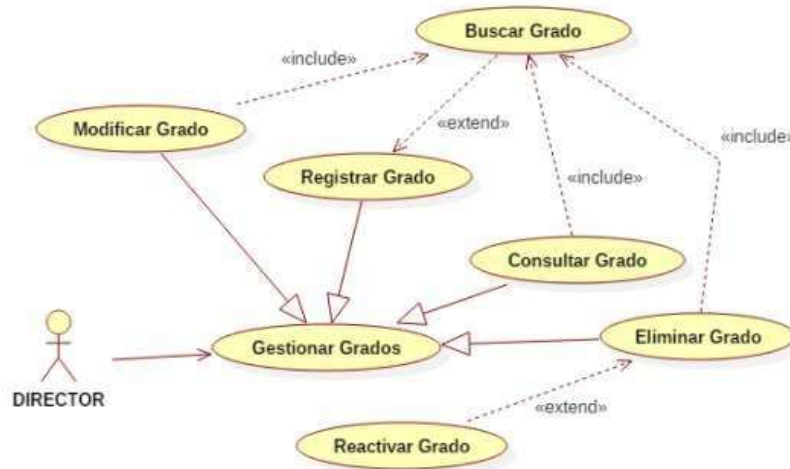 Buscar Grado
«include»
Modificar Grado
«extend»
«include»
Registrar Grado
«include»
Consultar Grado
Gestionar Grados
Eliminar Grado
DIRECTOR
«extend»
Reactivar Grado